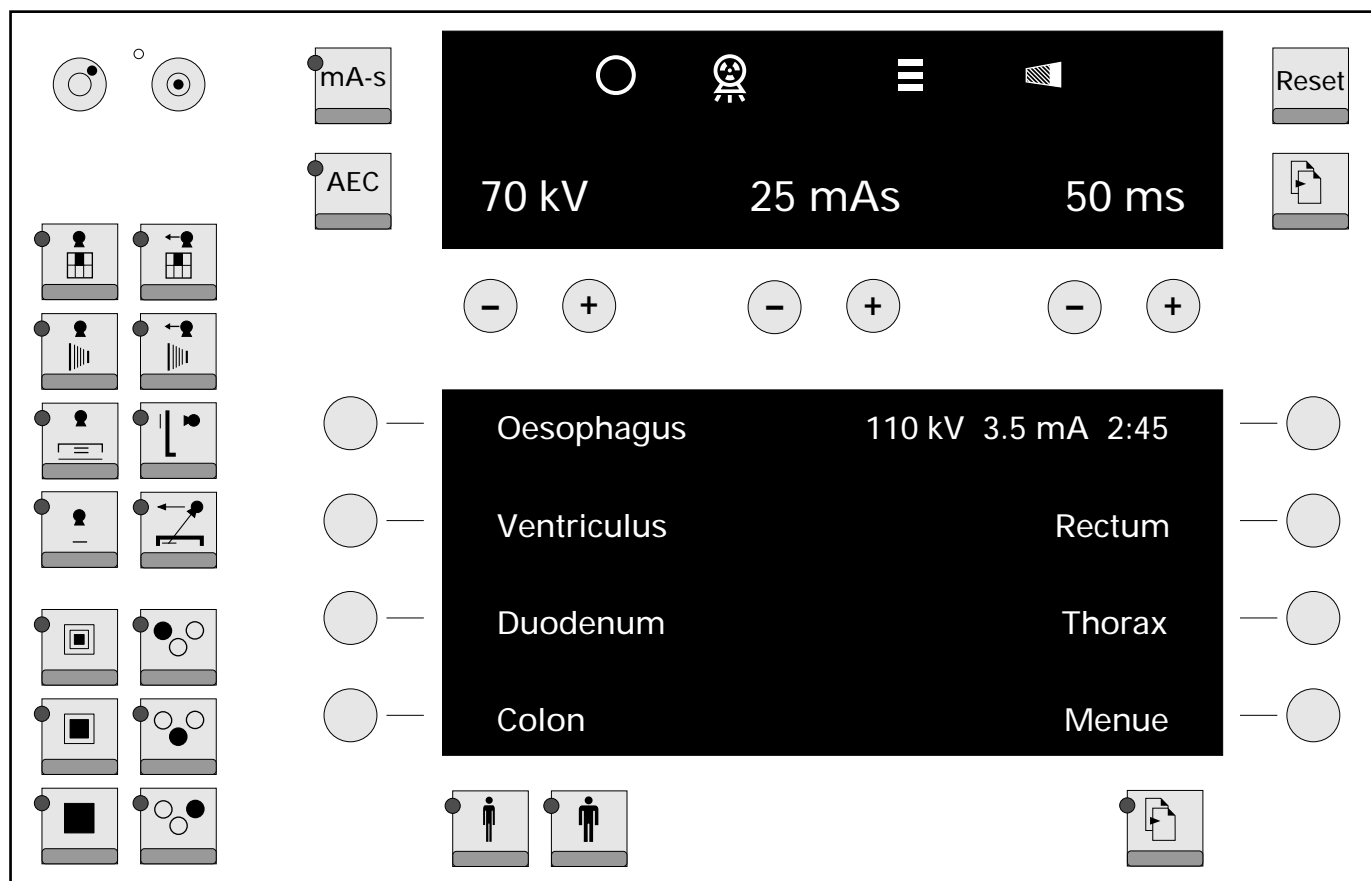 mA-s
Reset
AEC
70 kV 25 mAs 50 ms
– + – + – +
Oesophagus 110 kV 3.5 mA 2:45
Ventriculus Rectum
Duodenum Thorax
Colon Menue